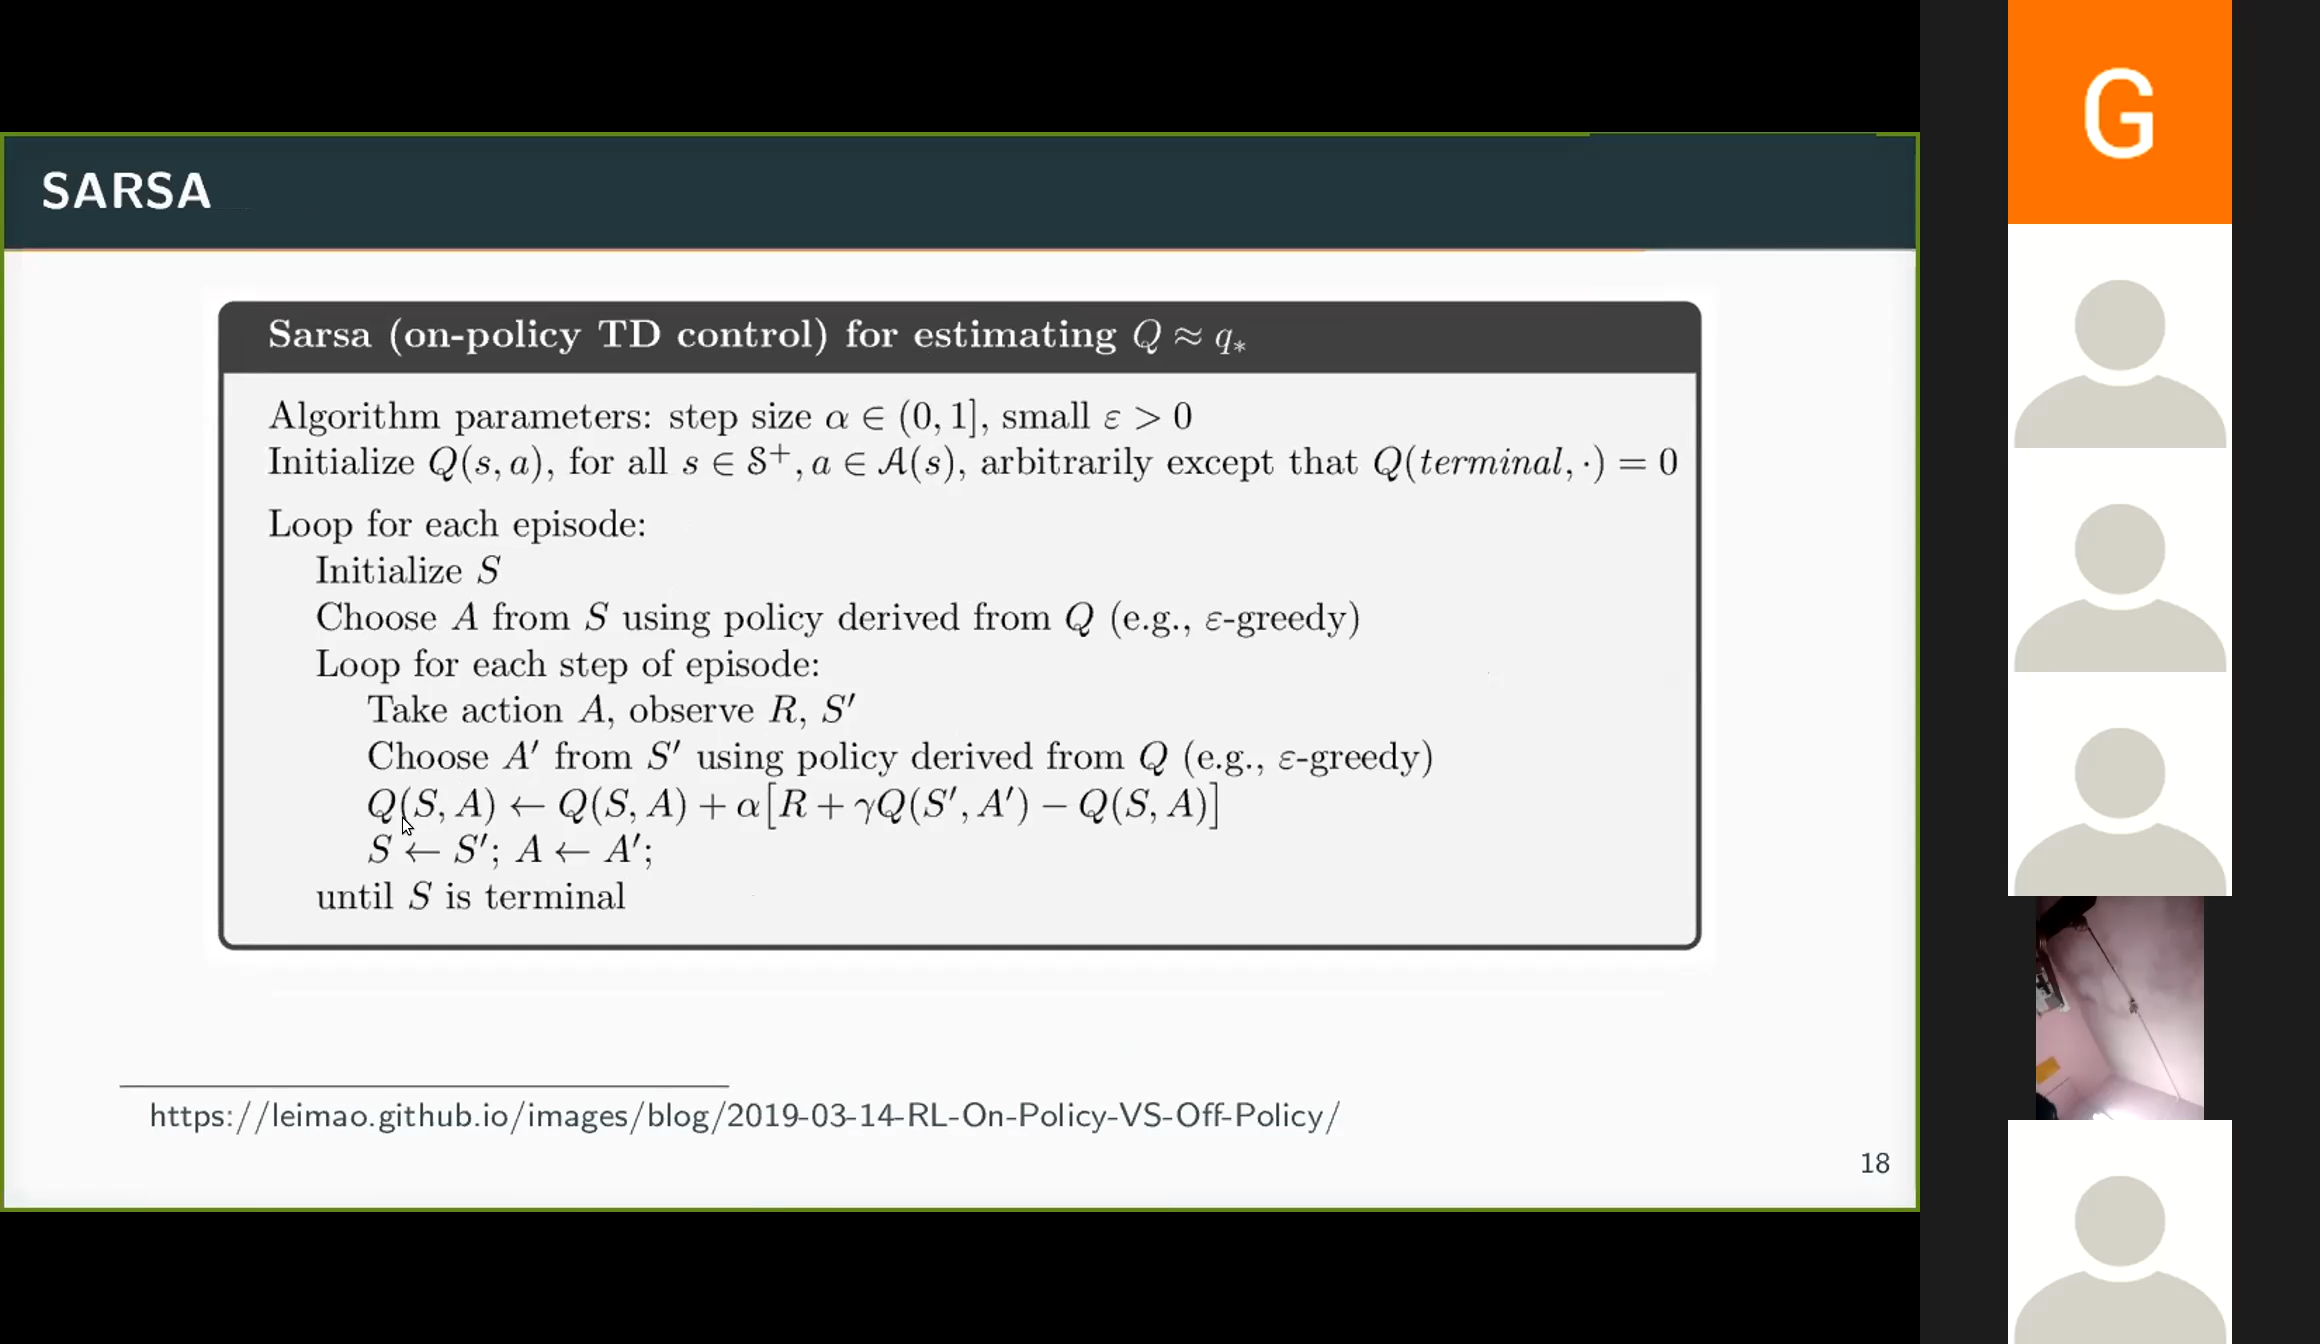 SARSA
Sarsa (on-policy TD control) for estimating Q ≈ q*
Algorithm parameters: step size α ∈ (0, 1], small ε > 0
Initialize Q(s, a), for all s ∈ S⁺, a ∈ A(s), arbitrarily except that Q(terminal, ·) = 0
Loop for each episode:
Initialize S
Choose A from S using policy derived from Q (e.g., ε-greedy)
Loop for each step of episode:
Take action A, observe R, S′
Choose A′ from S′ using policy derived from Q (e.g., ε-greedy)
Q(S, A) ← Q(S, A) + α[R + γQ(S′, A′) − Q(S, A)]
S ← S′; A ← A′;
until S is terminal
https://leimao.github.io/images/blog/2019-03-14-RL-On-Policy-VS-Off-Policy/
18
G